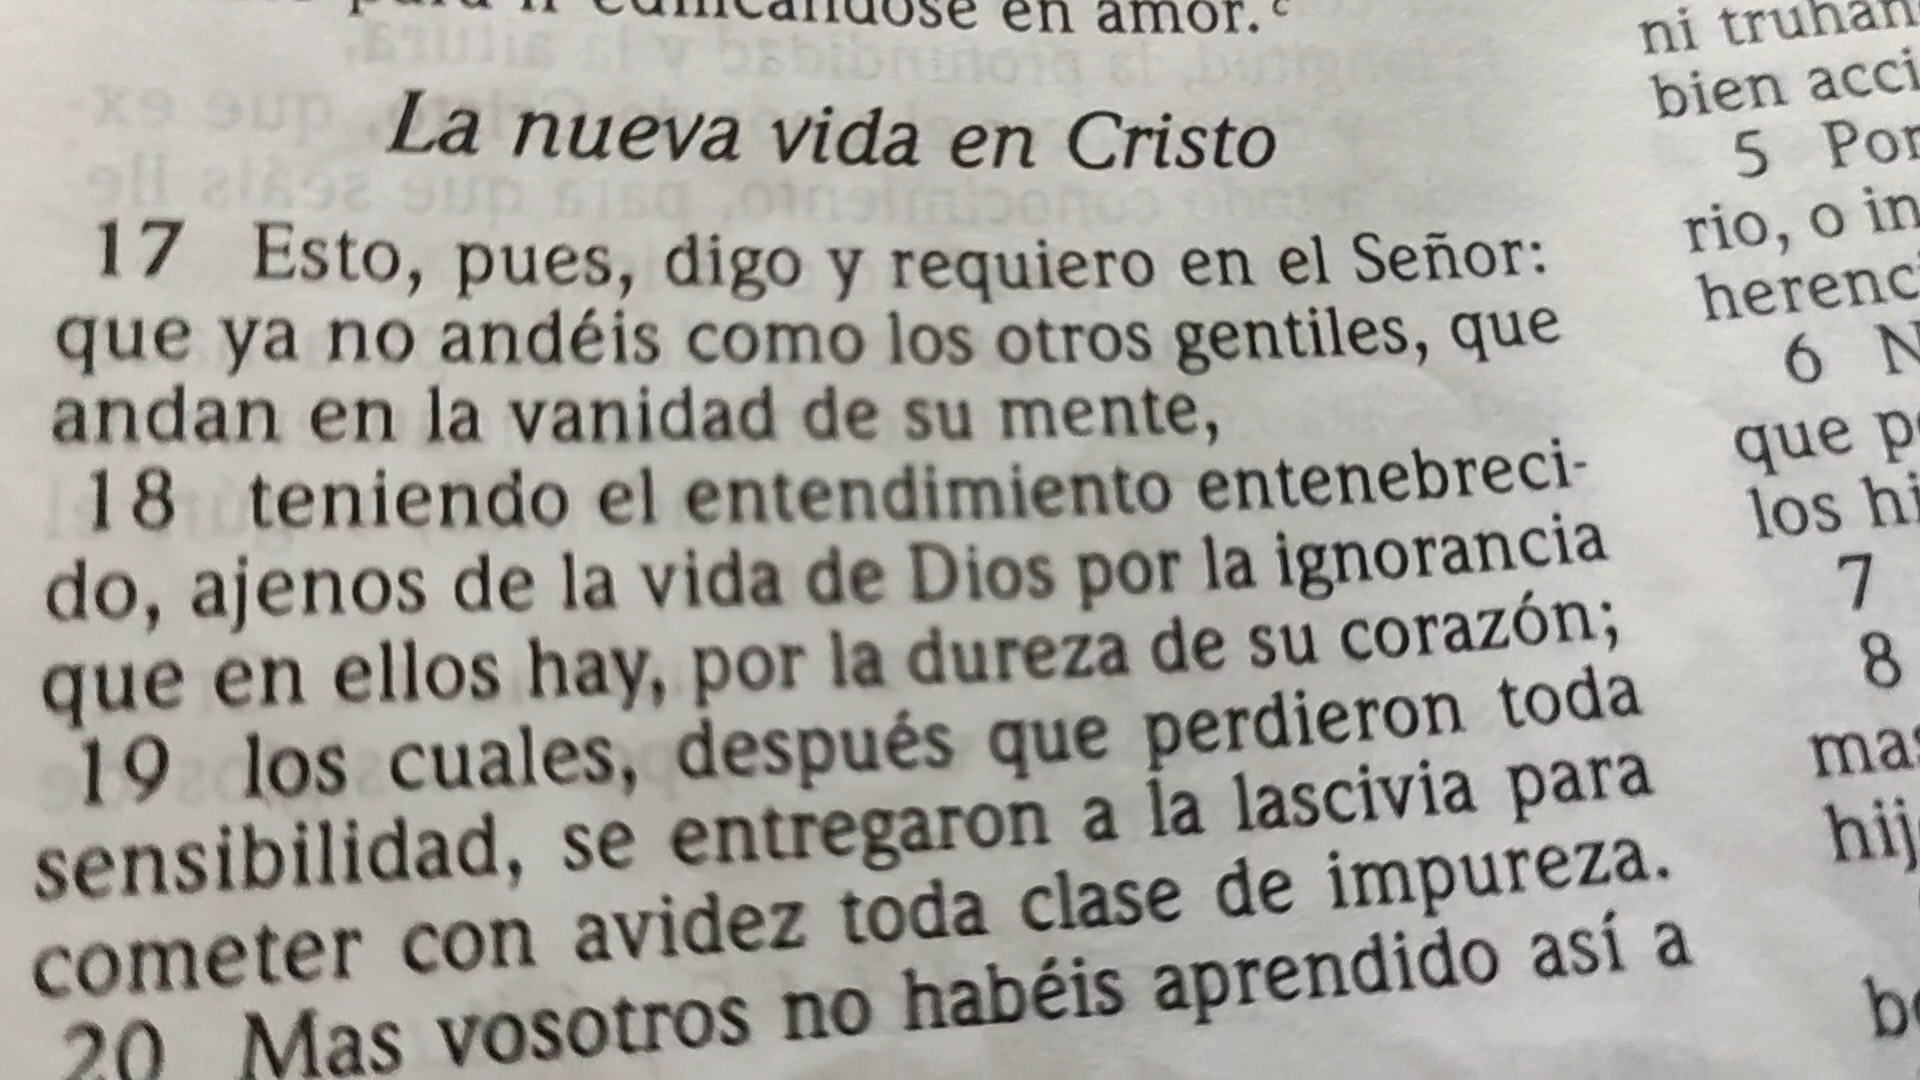 en amor. c
La nueva vida en Cristo
17 Esto, pues, digo y requiero en el Señor:
que ya no andéis como los otros gentiles, que
andan en la vanidad de su mente,
18 teniendo el entendimiento entenebreci-
do, ajenos de la vida de Dios por la ignorancia
que en ellos hay, por la dureza de su corazón;
19 los cuales, después que perdieron toda
sensibilidad, se entregaron a la lascivia para
cometer con avidez toda clase de impureza.
20 Mas vosotros no habéis aprendido así a
ni truhan
bien acci
5 Por
rio, o in
herenc
6 N
que p
los hi
7
8
mas
hij